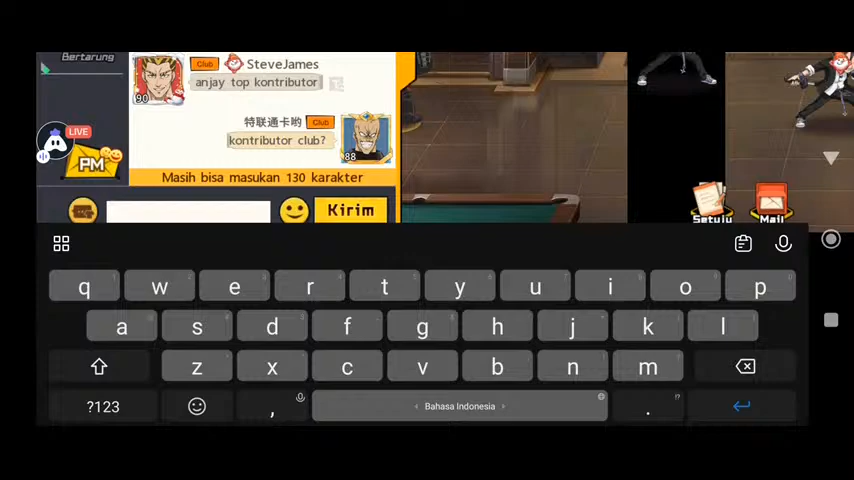 Bertarung
Club SteveJames
anjay top kontributor
90
特联通卡哟 Club
kontributor club?
88
LIVE
PM
Masih bisa masukan 130 karakter
Kirim
Setuju
Mail
q w e r t y u i o p
a s d f g h j k l
z x c v b n m
?123 , Bahasa Indonesia .